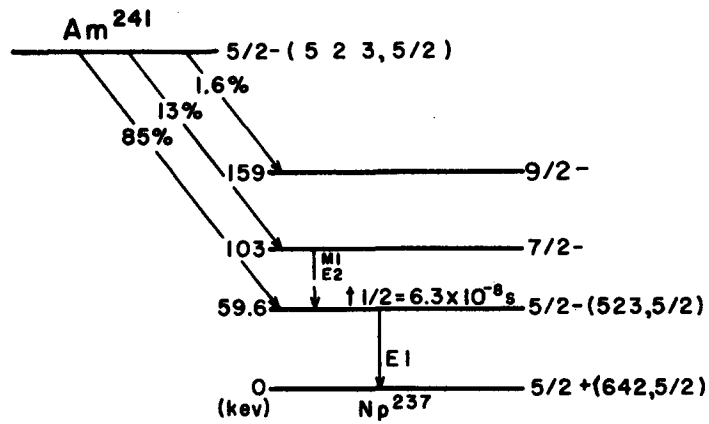 Am²⁴¹
5/2-(5 2 3,5/2)
1.6%
13%
85%
159 9/2-
103 7/2-
M1
E2
59.6 ↑1/2=6.3x10⁻⁸s 5/2-(523,5/2)
E1
0 5/2+(642,5/2)
(kev) Np²³⁷